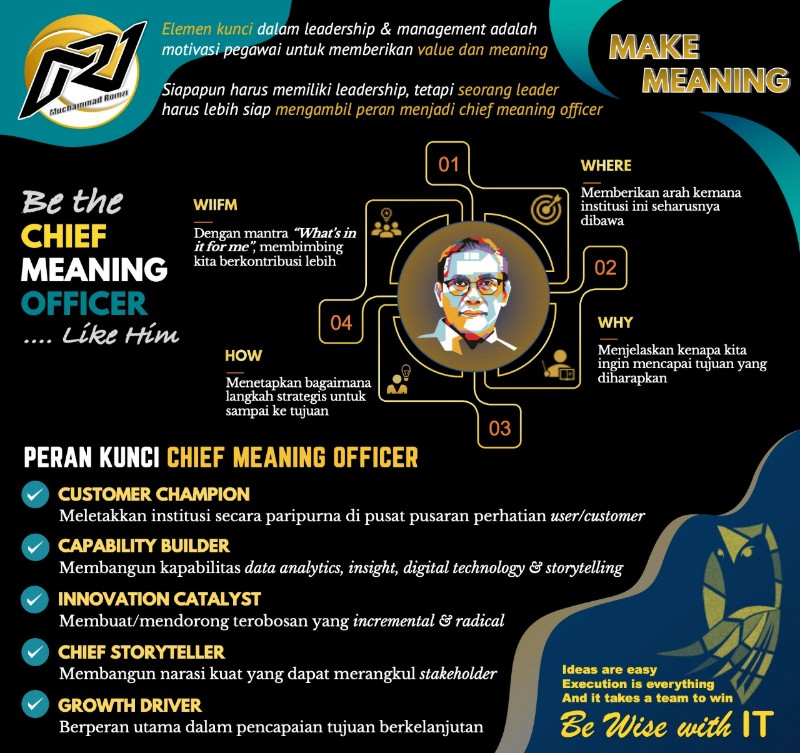 Muchammad Romzi
Elemen kunci dalam leadership & management adalah
motivasi pegawai untuk memberikan value dan meaning
Siapapun harus memiliki leadership, tetapi seorang leader
harus lebih siap mengambil peran menjadi chief meaning officer
MAKE
MEANING
Be the
CHIEF
MEANING
OFFICER
.... Like Him
01
WHERE
Memberikan arah kemana
institusi ini seharusnya
dibawa
02
WHY
Menjelaskan kenapa kita
ingin mencapai tujuan yang
diharapkan
03
HOW
Menetapkan bagaimana
langkah strategis untuk
sampai ke tujuan
04
WIIFM
Dengan mantra “What’s in
it for me”, membimbing
kita berkontribusi lebih
PERAN KUNCI CHIEF MEANING OFFICER
CUSTOMER CHAMPION
Meletakkan institusi secara paripurna di pusat pusaran perhatian user/customer
CAPABILITY BUILDER
Membangun kapabilitas data analytics, insight, digital technology & storytelling
INNOVATION CATALYST
Membuat/mendorong terobosan yang incremental & radical
CHIEF STORYTELLER
Membangun narasi kuat yang dapat merangkul stakeholder
GROWTH DRIVER
Berperan utama dalam pencapaian tujuan berkelanjutan
Ideas are easy
Execution is everything
And it takes a team to win
Be Wise with IT